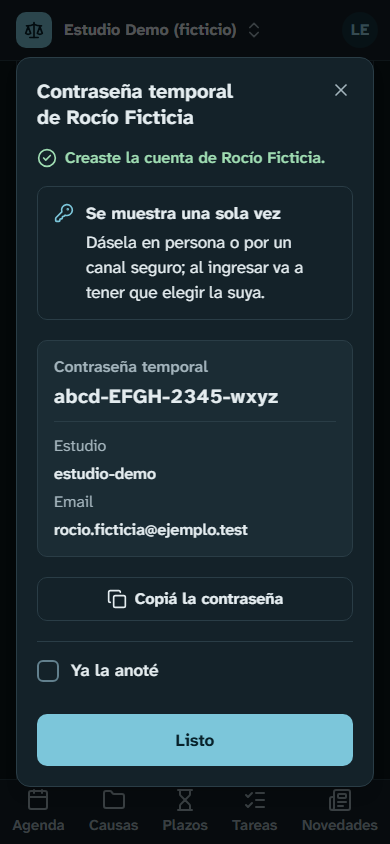 Estudio Demo (ficticio)
LE
Contraseña temporal
de Rocío Ficticia
Creaste la cuenta de Rocío Ficticia.
Se muestra una sola vez
Dásela en persona o por un
canal seguro; al ingresar va a
tener que elegir la suya.
Contraseña temporal
abcd-EFGH-2345-wxyz
Estudio
estudio-demo
Email
rocio.ficticia@ejemplo.test
Copiá la contraseña
Ya la anoté
Listo
Agenda
Causas
Plazos
Tareas
Novedades